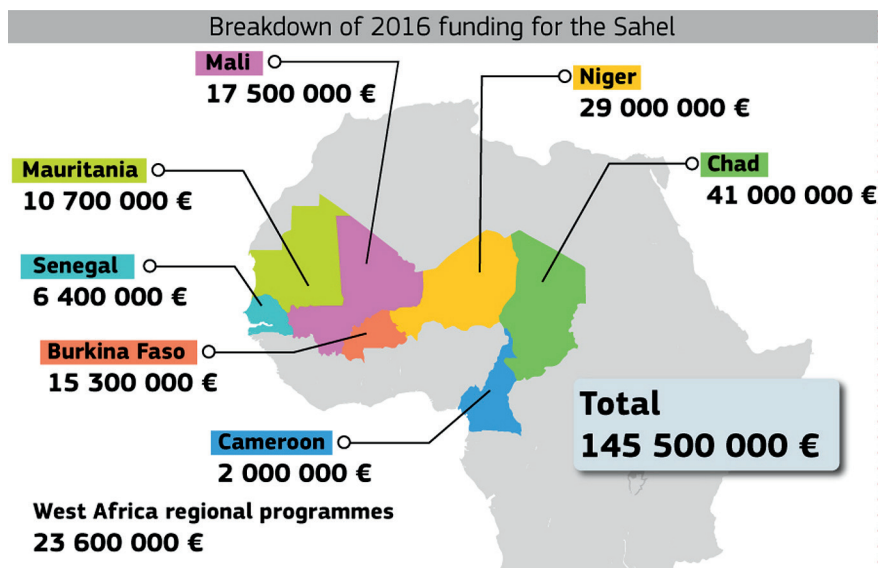 Breakdown of 2016 funding for the Sahel
Mali
17 500 000 €
Niger
29 000 000 €
Mauritania
10 700 000 €
Chad
41 000 000 €
Senegal
6 400 000 €
Burkina Faso
15 300 000 €
Cameroon
2 000 000 €
Total
145 500 000 €
West Africa regional programmes
23 600 000 €